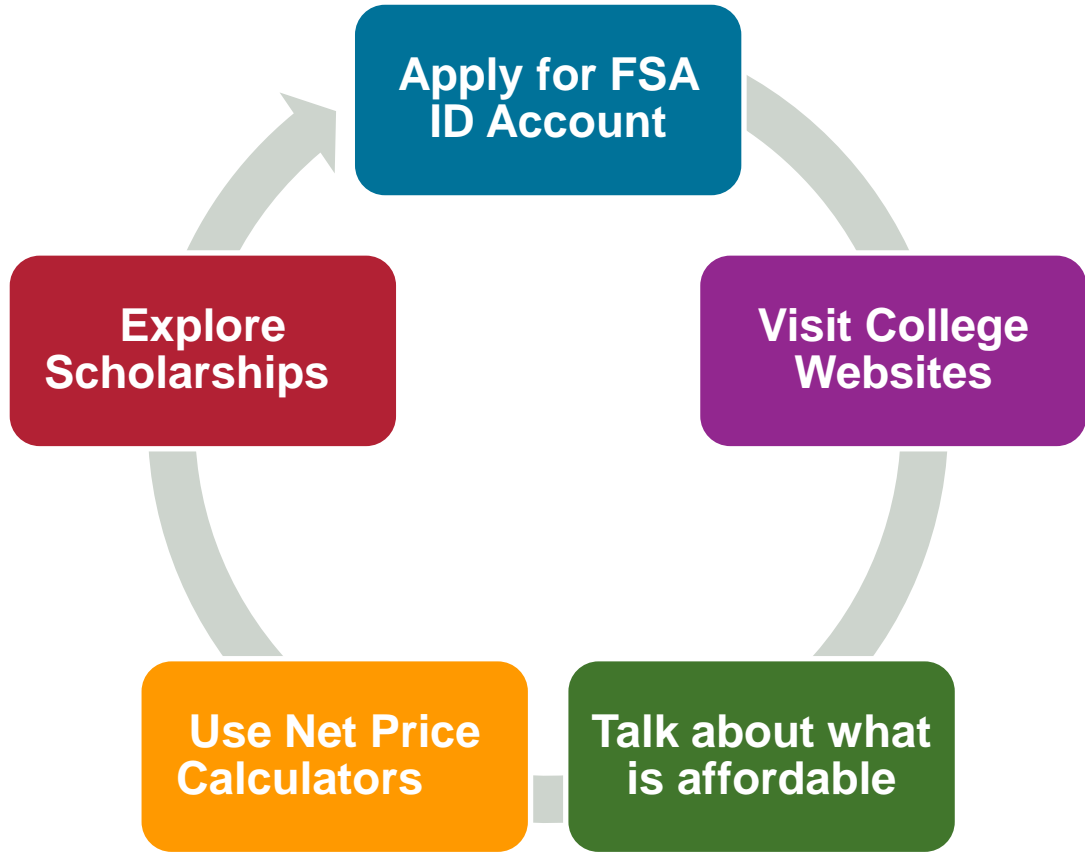 Apply for FSA
ID Account
Visit College
Websites
Talk about what
is affordable
Use Net Price
Calculators
Explore
Scholarships